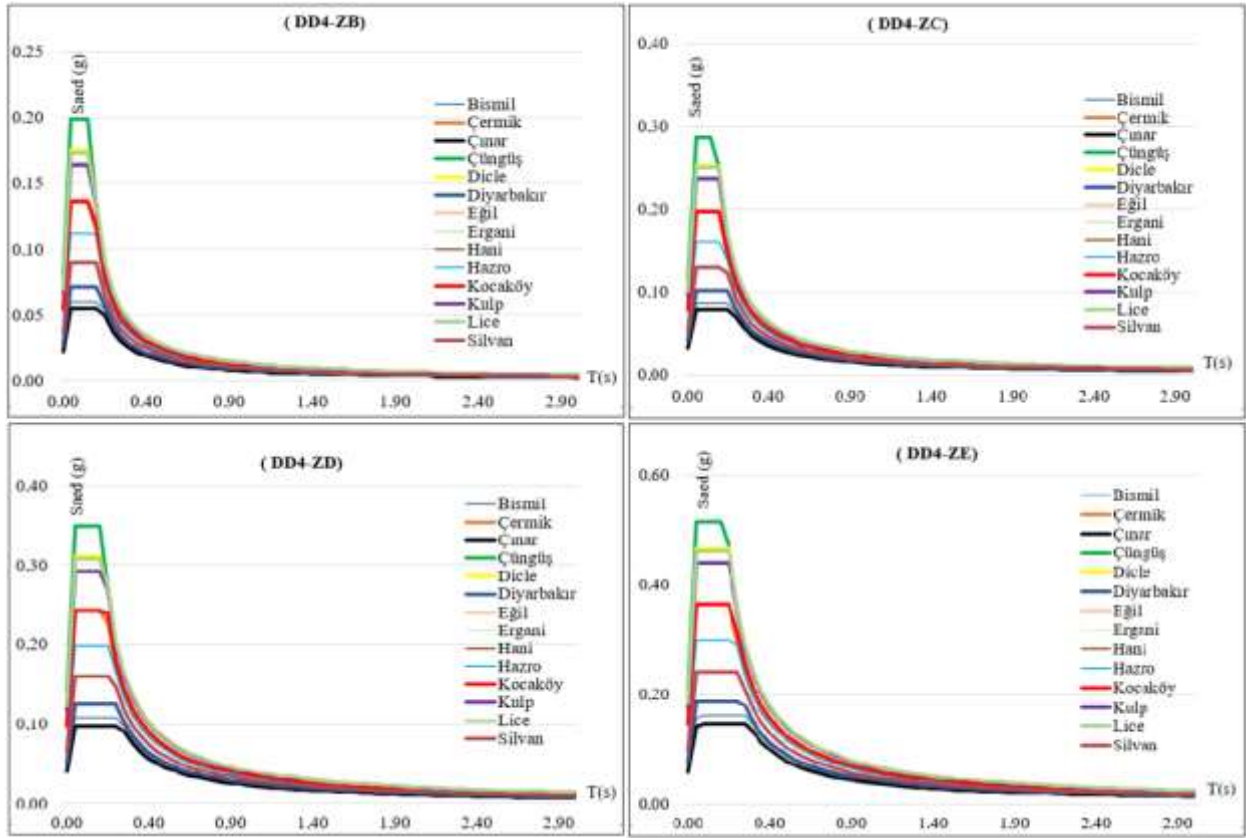 ( DD4-ZB)
Saed (g)
0.25
0.20
0.15
0.10
0.05
0.00
Bismil
Çermik
Çınar
Çüngüş
Dicle
Diyarbakır
Eğil
Ergani
Hani
Hazro
Kocaköy
Kulp
Lice
Silvan
T(s)
0.00 0.40 0.90 1.40 1.90 2.40 2.90
( DD4-ZC)
Saed (g)
0.40
0.30
0.20
0.10
0.00
Bismil
Çermik
Çınar
Çüngüş
Dicle
Diyarbakır
Eğil
Ergani
Hani
Hazro
Kocaköy
Kulp
Lice
Silvan
T(s)
0.00 0.40 0.90 1.40 1.90 2.40 2.90
( DD4-ZD)
Saed (g)
0.40
0.30
0.20
0.10
0.00
Bismil
Çermik
Çınar
Çüngüş
Dicle
Diyarbakır
Eğil
Ergani
Hani
Hazro
Kocaköy
Kulp
Lice
Silvan
T(s)
0.00 0.40 0.90 1.40 1.90 2.40 2.90
( DD4-ZE)
Saed (g)
0.60
0.40
0.20
0.00
Bismil
Çermik
Çınar
Çüngüş
Dicle
Diyarbakır
Eğil
Ergani
Hani
Hazro
Kocaköy
Kulp
Lice
Silvan
T(s)
0.00 0.40 0.90 1.40 1.90 2.40 2.90